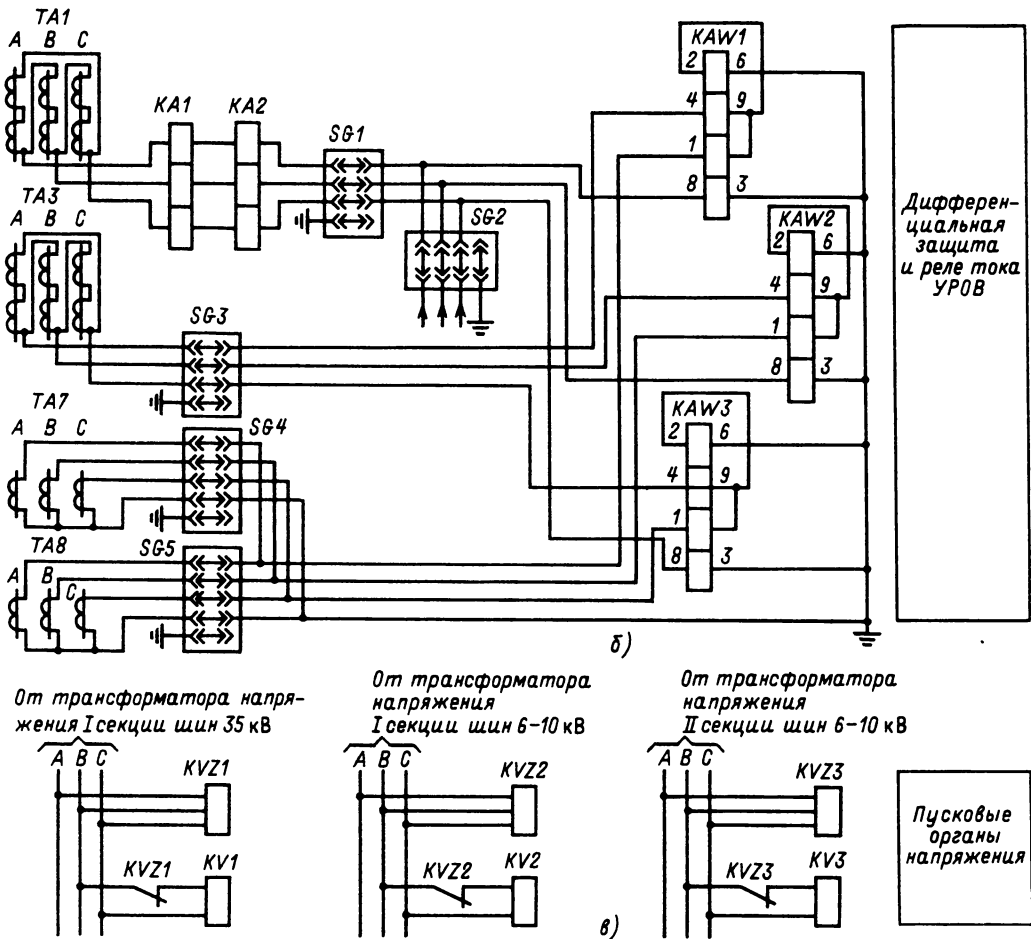 TA1
A B C
KA1 KA2
SG1
SG2
KAW1
2 6
4 9
1
8 3
TA3
A B C
SG3
KAW2
2 6
4 9
1
8 3
Дифферен-
циальная
защита
и реле тока
УРОВ
TA7
A B C
SG4
KAW3
2 6
4 9
1
8 3
TA8
A B C
SG5
б)
От трансформатора напря-
жения I секции шин 35 кВ
A B C
KVZ1
KVZ1 KV1
От трансформатора
напряжения
I секции шин 6–10 кВ
A B C
KVZ2
KVZ2 KV2
От трансформатора
напряжения
II секции шин 6–10 кВ
A B C
KVZ3
KVZ3 KV3
Пусковые
органы
напряжения
в)